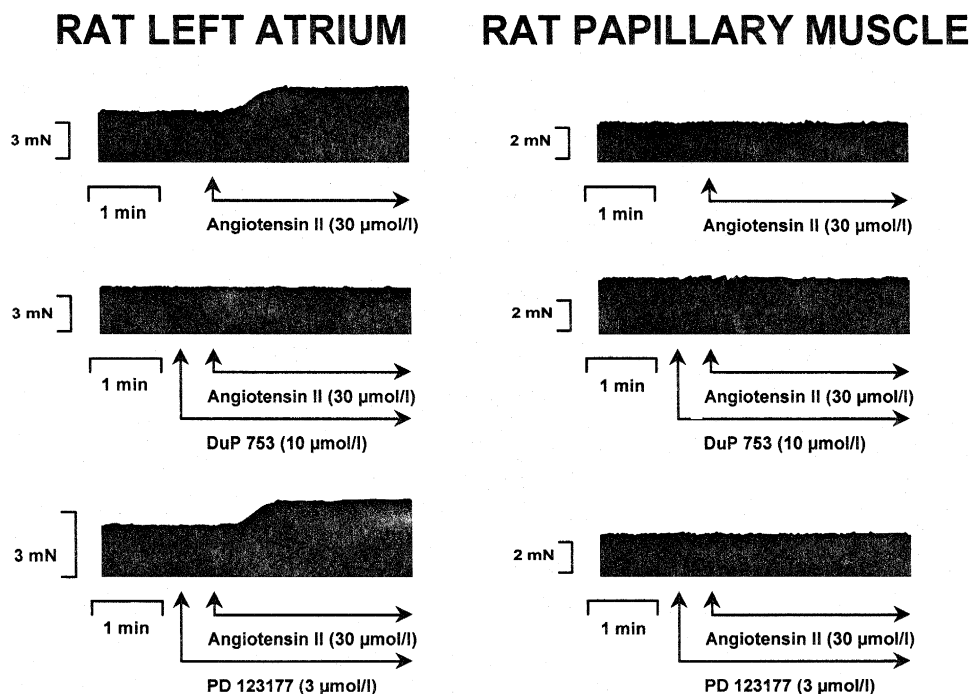 RAT LEFT ATRIUM
3 mN
1 min
Angiotensin II (30 µmol/l)
3 mN
1 min
Angiotensin II (30 µmol/l)
DuP 753 (10 µmol/l)
3 mN
1 min
Angiotensin II (30 µmol/l)
PD 123177 (3 µmol/l)
RAT PAPILLARY MUSCLE
2 mN
1 min
Angiotensin II (30 µmol/l)
2 mN
1 min
Angiotensin II (30 µmol/l)
DuP 753 (10 µmol/l)
2 mN
1 min
Angiotensin II (30 µmol/l)
PD 123177 (3 µmol/l)